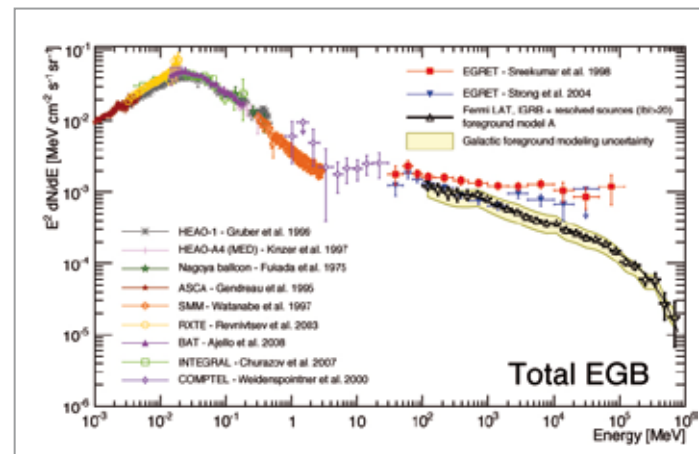 E² dN/dE [MeV cm⁻² s⁻¹ sr⁻¹]
10⁻¹
10⁻²
10⁻³
10⁻⁴
10⁻⁵
10⁻⁶
EGRET - Sreekumar et al. 1998
EGRET - Strong et al. 2004
Fermi LAT, IGRB + resolved sources (|b|>20)
foreground model A
Galactic foreground modeling uncertainty
HEAO-1 - Gruber et al. 1999
HEAO-A4 (MED) - Kinzer et al. 1997
Nagoya balloon - Fukada et al. 1975
ASCA - Gendreau et al. 1995
SMM - Watanabe et al. 1997
RXTE - Revnivtsev et al. 2003
BAT - Ajello et al. 2008
INTEGRAL - Churazov et al. 2007
COMPTEL - Weidenspointner et al. 2000
Total EGB
10⁻³ 10⁻² 10⁻¹ 1 10 10² 10³ 10⁴ 10⁵ 10⁶
Energy [MeV]